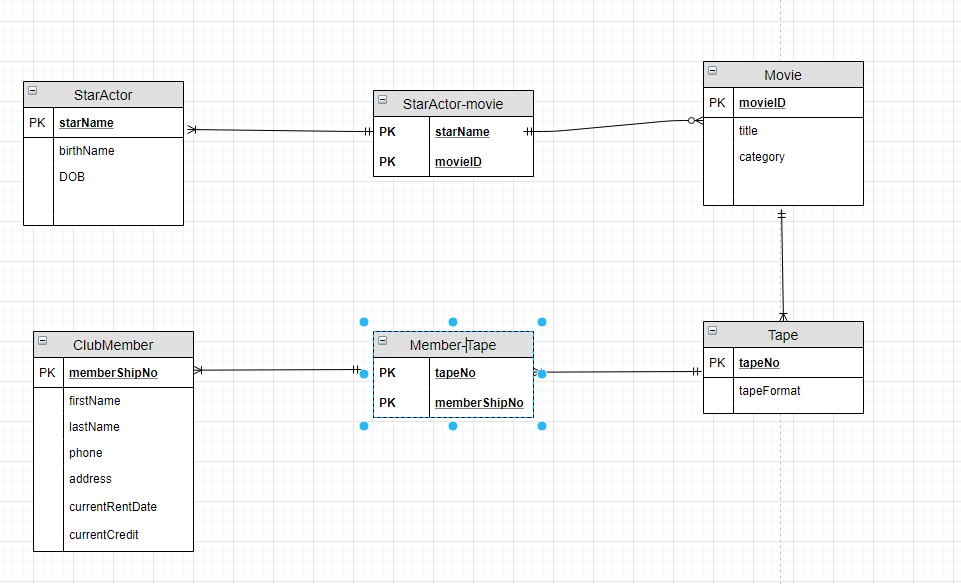 StarActor
PK starName
birthName
DOB
StarActor-movie
PK starName
PK movieID
Movie
PK movieID
title
category
ClubMember
PK memberShipNo
firstName
lastName
phone
address
currentRentDate
currentCredit
Member-Tape
PK tapeNo
PK memberShipNo
Tape
PK tapeNo
tapeFormat